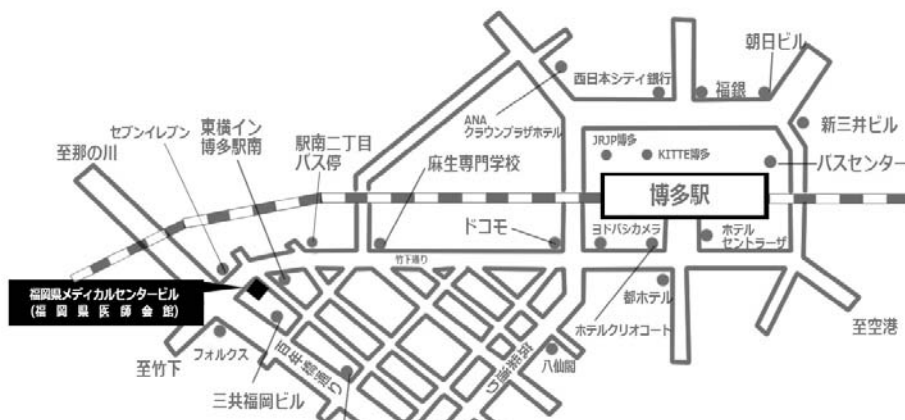 朝日ビル
西日本シティ銀行
福銀
ANA
クラウンプラザホテル
新三井ビル
セブンイレブン
東横イン
博多駅南
駅南二丁目
バス停
至那の川
麻生専門学校
JRJP博多
KITTE博多
バスセンター
博多駅
ドコモ
ヨドバシカメラ
ホテル
セントラーザ
竹下通り
福岡県メディカルセンタービル
(福岡県医師会館)
都ホテル
ホテルクリオコート
至空港
フォルクス
八仙閣
至竹下
百年橋通り
三共福岡ビル